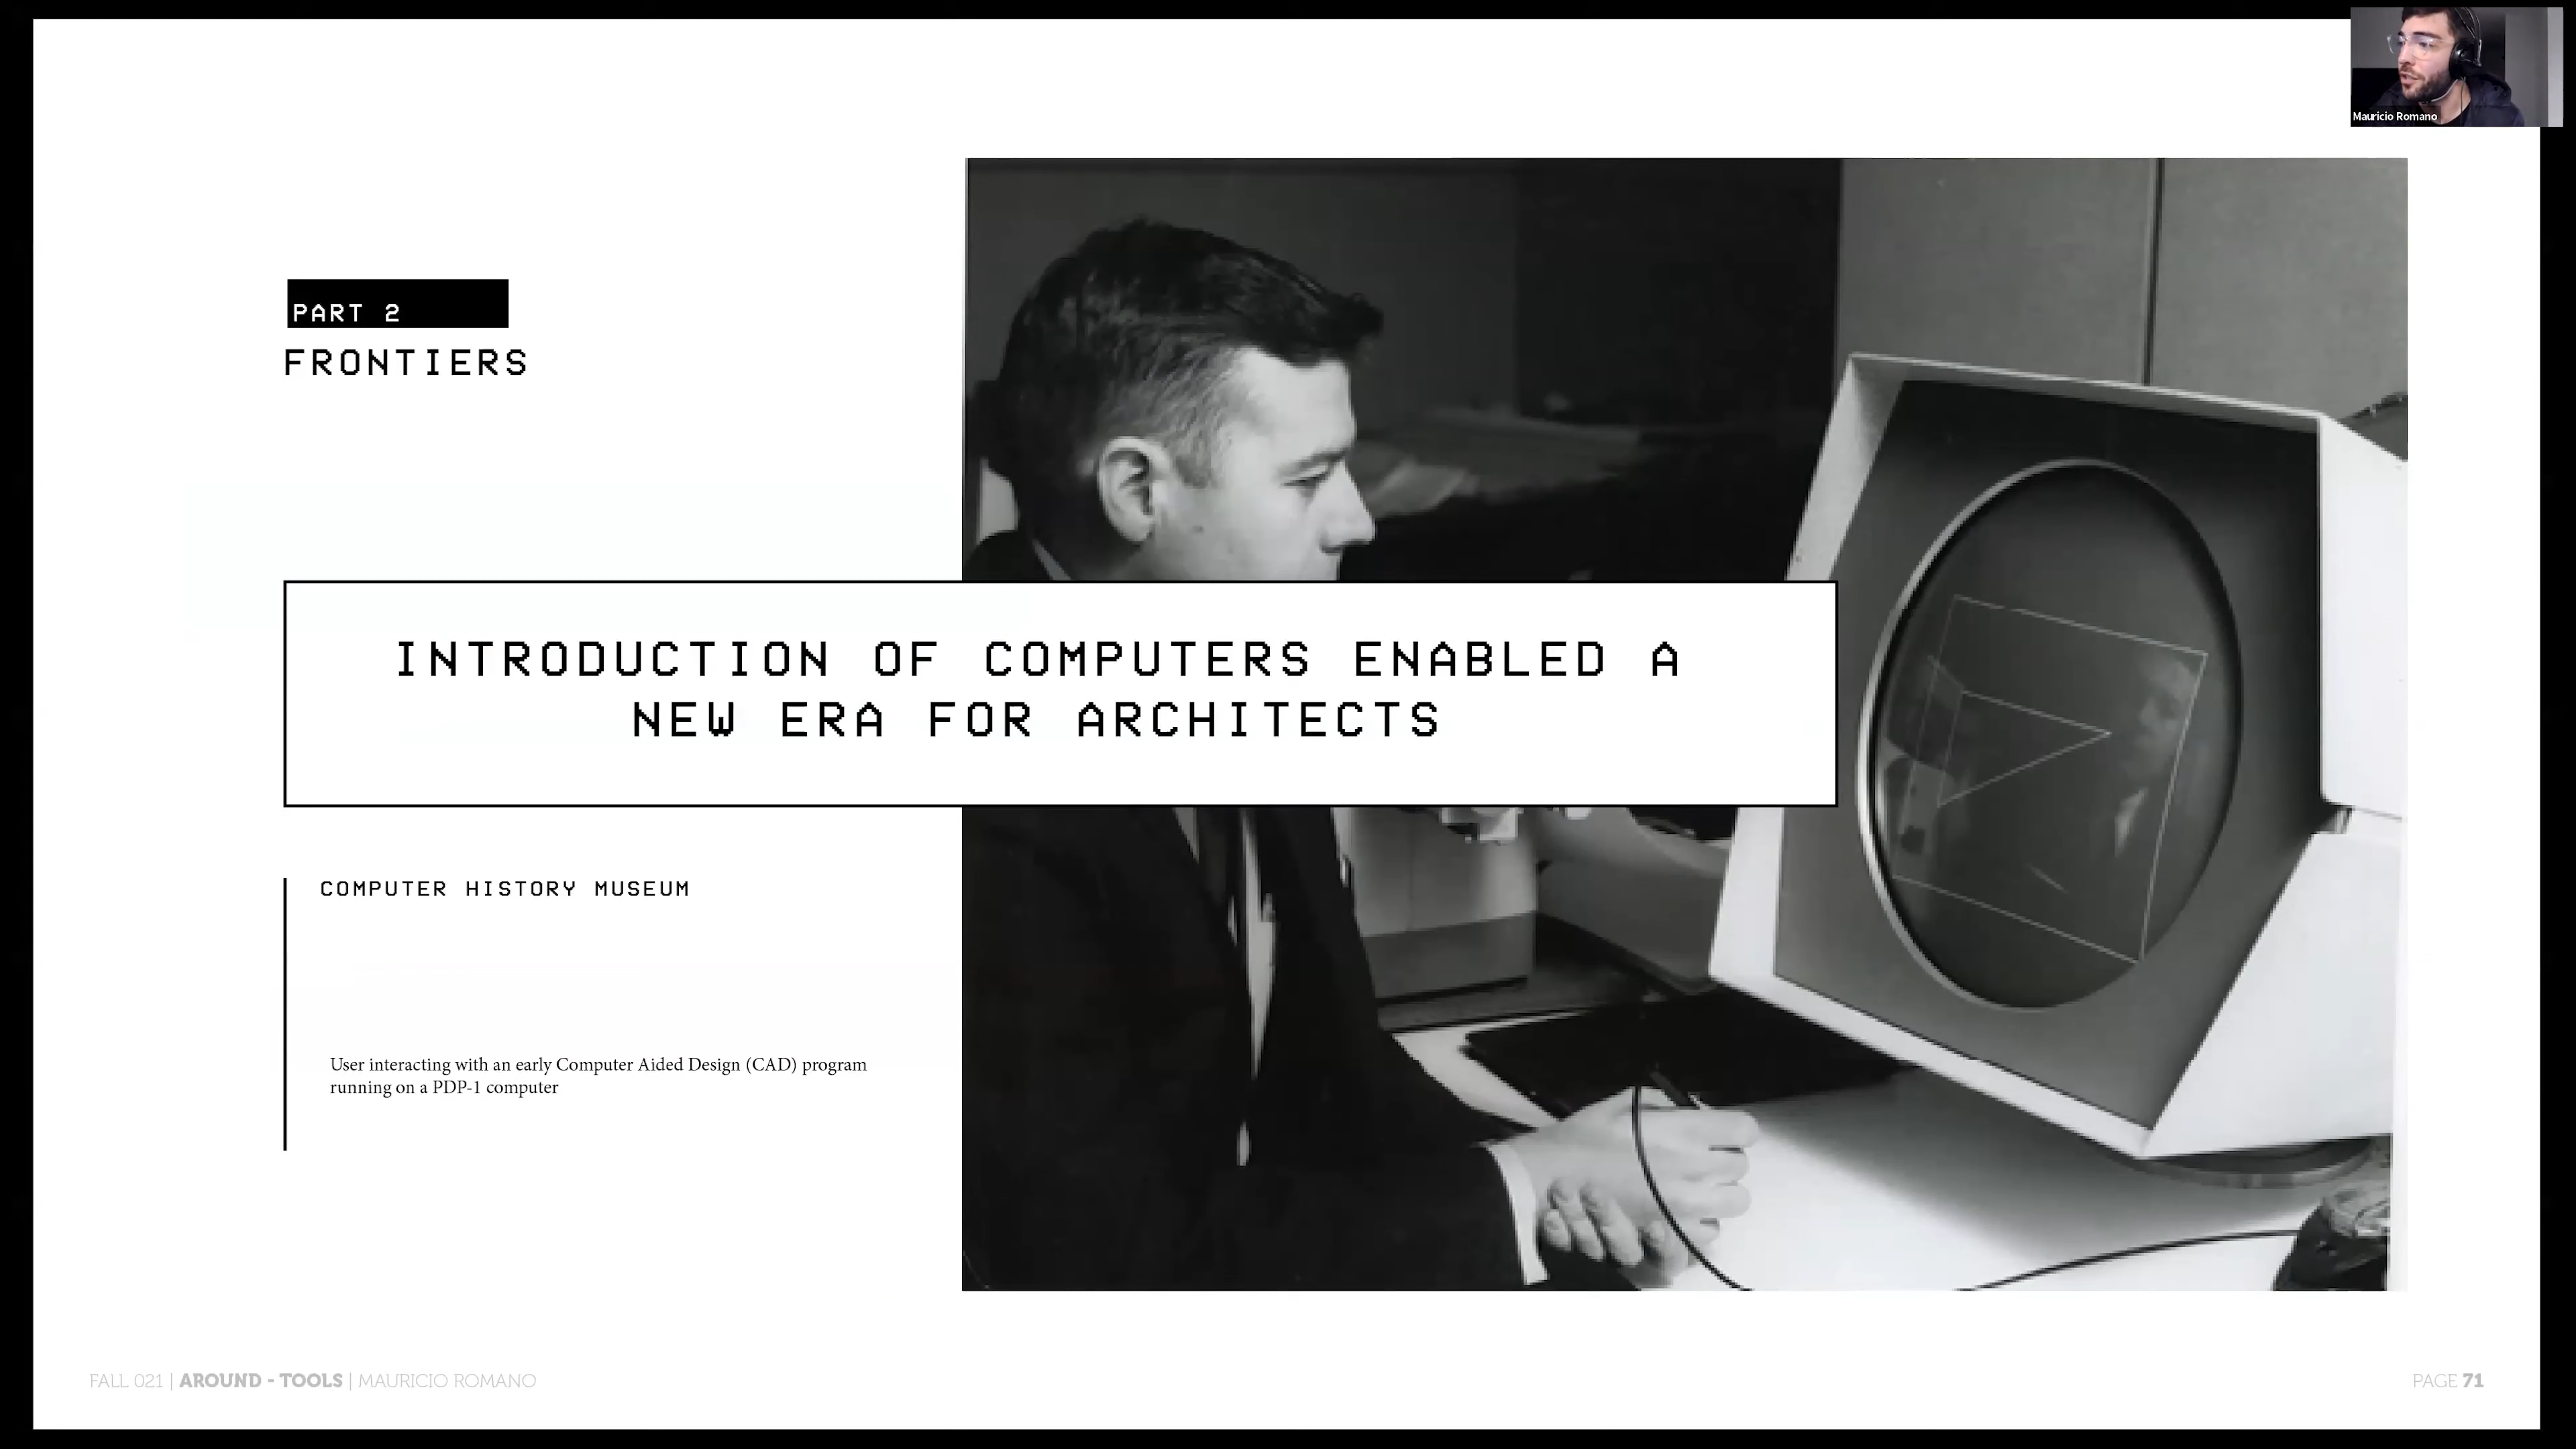 Mauricio Romano
PART 2
FRONTIERS
INTRODUCTION OF COMPUTERS ENABLED A
NEW ERA FOR ARCHITECTS
COMPUTER HISTORY MUSEUM
User interacting with an early Computer Aided Design (CAD) program
running on a PDP-1 computer
FALL 021 | AROUND - TOOLS | MAURICIO ROMANO
PAGE 71